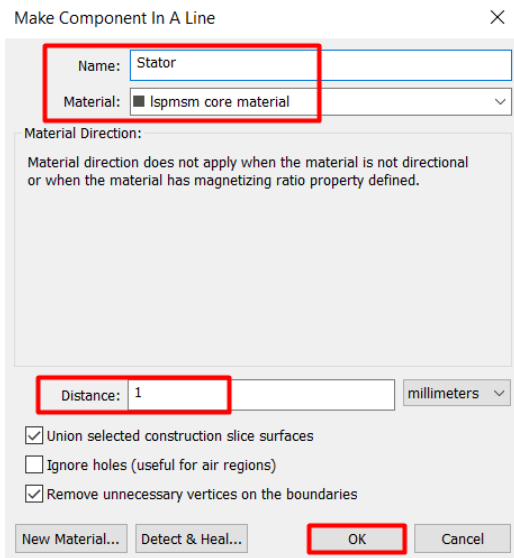 Make Component In A Line
Name: Stator
Material: lspmsm core material
Material Direction:
Material direction does not apply when the material is not directional
or when the material has magnetizing ratio property defined.
Distance: 1 millimeters
Union selected construction slice surfaces
Ignore holes (useful for air regions)
Remove unnecessary vertices on the boundaries
New Material... Detect & Heal... OK Cancel